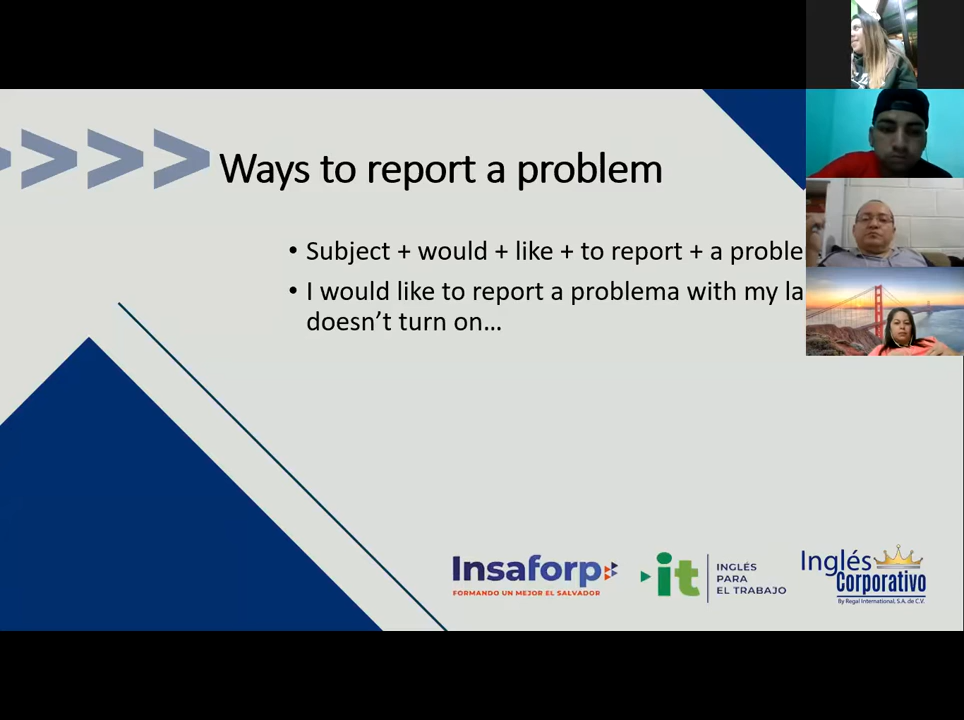 Ways to report a problem
• Subject + would + like + to report + a proble
• I would like to report a problema with my la
doesn't turn on...
Insaforp
FORMANDO UN MEJOR EL SALVADOR
it
INGLÉS
PARA
EL TRABAJO
Inglés
Corporativo
By Regal International, S.A. de C.V.